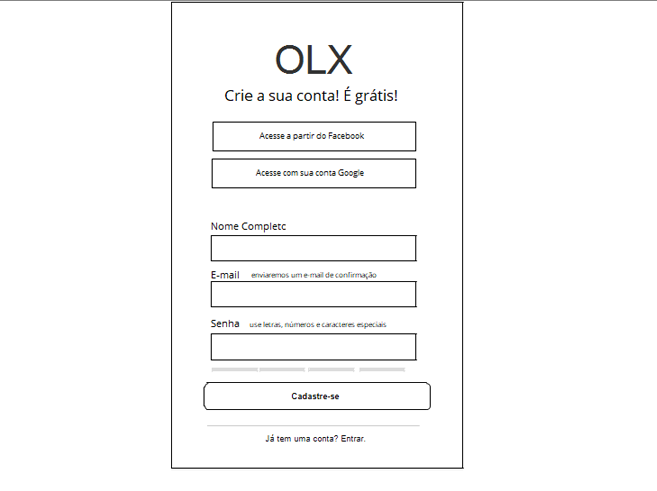 OLX
Crie a sua conta! É grátis!
Acesse a partir do Facebook
Acesse com sua conta Google
Nome Completc
E-mail enviaremos um e-mail de confirmação
Senha use letras, números e caracteres especiais
Cadastre-se
Já tem uma conta? Entrar.